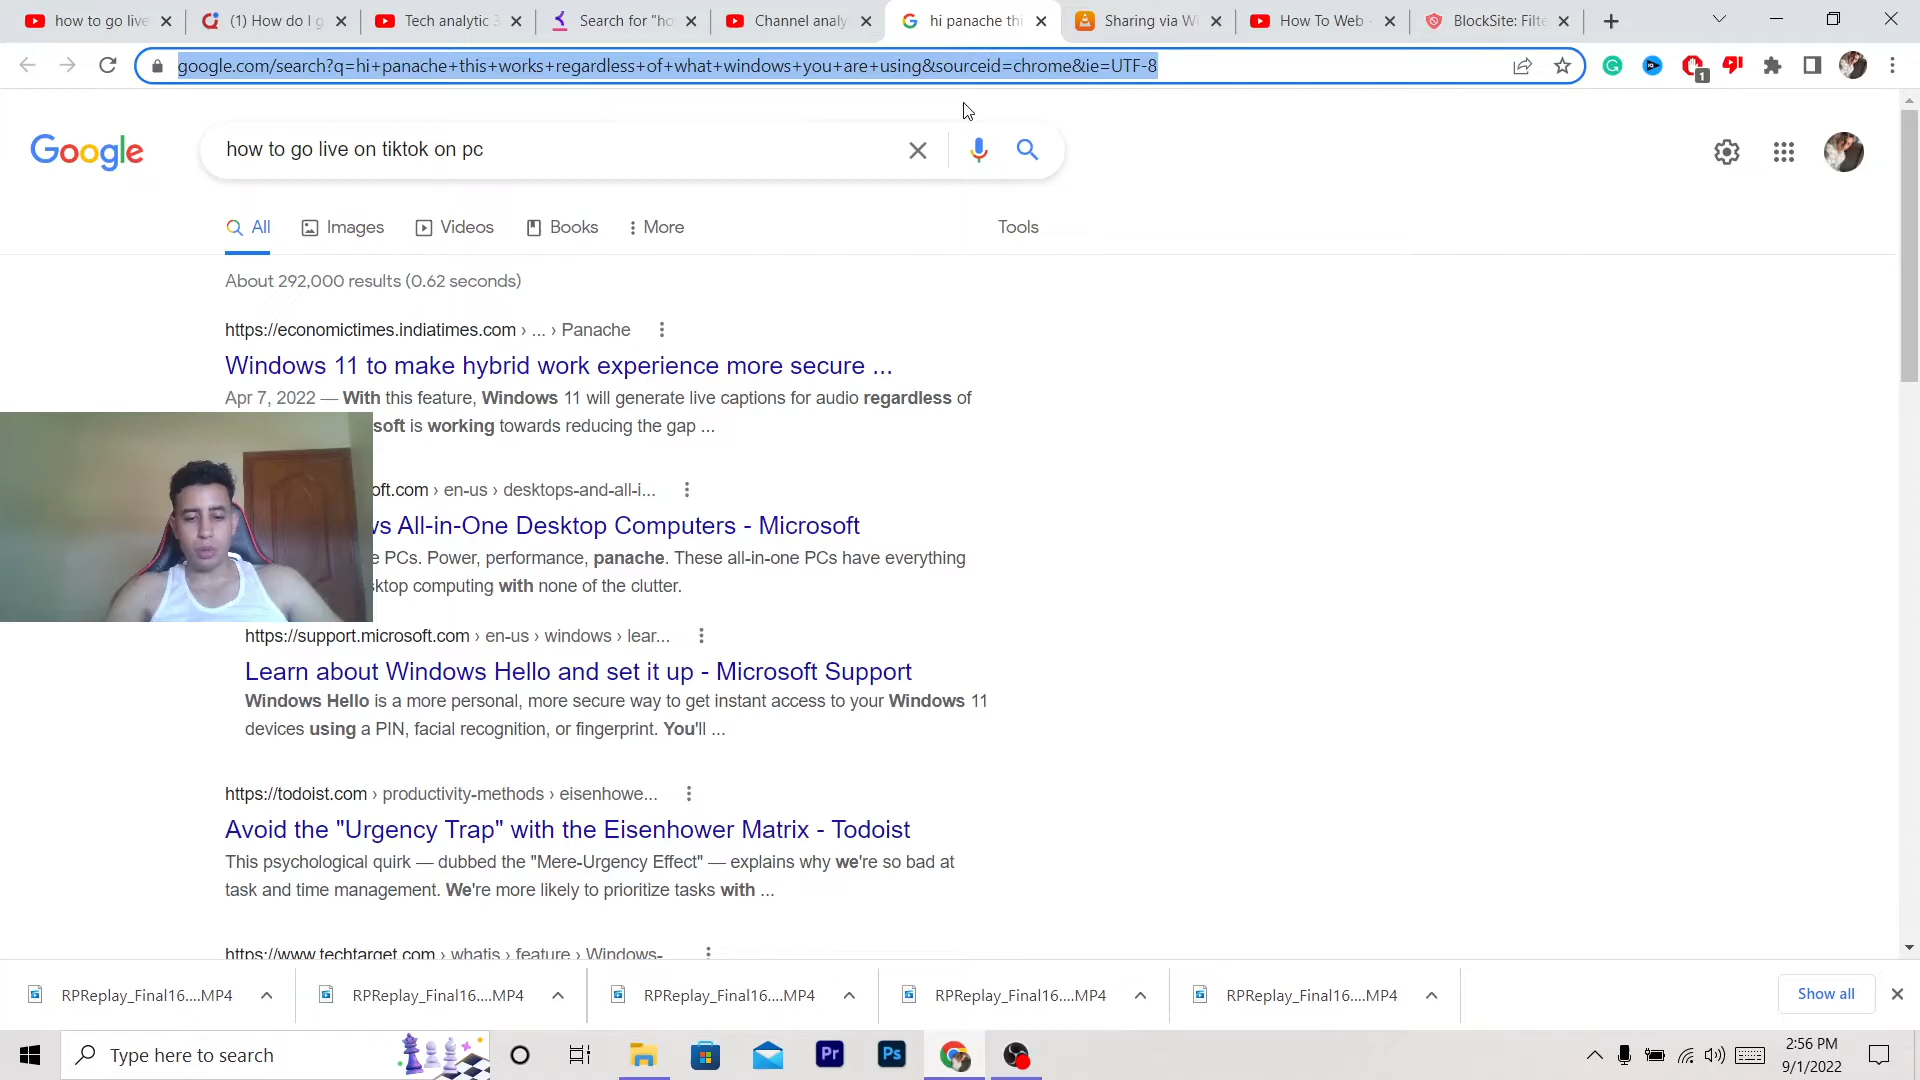 how to go live
(1) How do I g
Tech analytic 3
Search for "ho
Channel analy
hi panache thi
Sharing via Wi
How To Web
BlockSite: Filte
google.com/search?q=hi+panache+this+works+regardless+of+what+windows+you+are+using&sourceid=chrome&ie=UTF-8
1
Google
how to go live on tiktok on pc
All Images Videos Books More Tools
About 292,000 results (0.62 seconds)
https://economictimes.indiatimes.com › ... › Panache
Windows 11 to make hybrid work experience more secure ...
Apr 7, 2022 — With this feature, Windows 11 will generate live captions for audio regardless of
soft is working towards reducing the gap ...
oft.com › en-us › desktops-and-all-i...
vs All-in-One Desktop Computers - Microsoft
e PCs. Power, performance, panache. These all-in-one PCs have everything
sktop computing with none of the clutter.
https://support.microsoft.com › en-us › windows › lear...
Learn about Windows Hello and set it up - Microsoft Support
Windows Hello is a more personal, more secure way to get instant access to your Windows 11
devices using a PIN, facial recognition, or fingerprint. You'll ...
https://todoist.com › productivity-methods › eisenhowe...
Avoid the "Urgency Trap" with the Eisenhower Matrix - Todoist
This psychological quirk — dubbed the "Mere-Urgency Effect" — explains why we're so bad at
task and time management. We're more likely to prioritize tasks with ...
https://www.techtarget.com › whatis › feature › Windows-
RPReplay_Final16....MP4
RPReplay_Final16....MP4
RPReplay_Final16....MP4
RPReplay_Final16....MP4
RPReplay_Final16....MP4
Show all
Type here to search
Pr
Ps
2:56 PM
9/1/2022